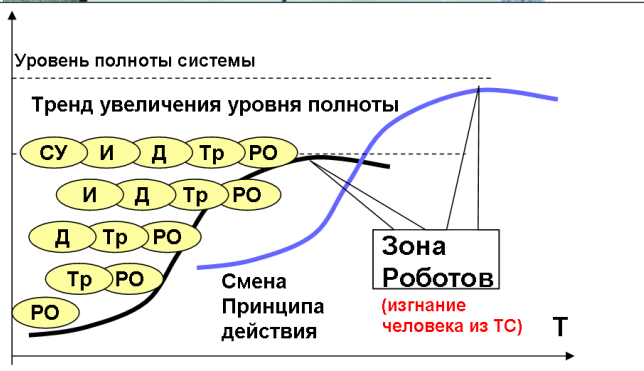 Уровень полноты системы
Тренд увеличения уровня полноты
СУ И Д Тр РО
И Д Тр РО
Д Тр РО
Тр РО
РО
Смена
Принципа
действия
Зона
Роботов
(изгнание
человека из ТС)
Т